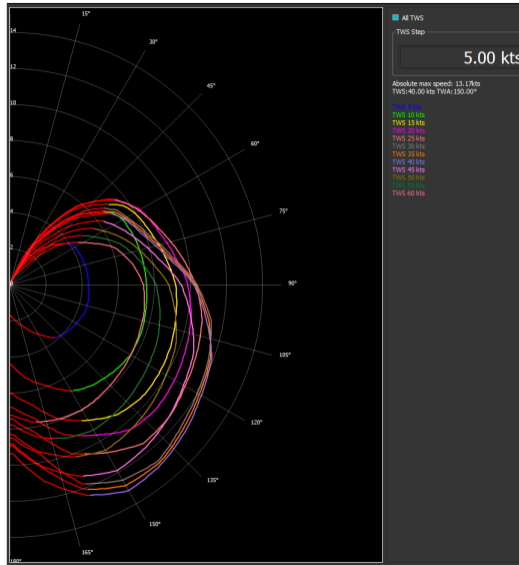 All TWS
TWS Step
5.00 kts
Absolute max speed: 13.17kts
TWS:40.00 kts TWA:150.00°
TWS 5 kts
TWS 10 kts
TWS 15 kts
TWS 20 kts
TWS 25 kts
TWS 30 kts
TWS 35 kts
TWS 40 kts
TWS 45 kts
TWS 50 kts
TWS 55 kts
TWS 60 kts
15°
30°
45°
60°
75°
90°
105°
120°
135°
150°
165°
180°
14
12
10
8
6
4
2
0